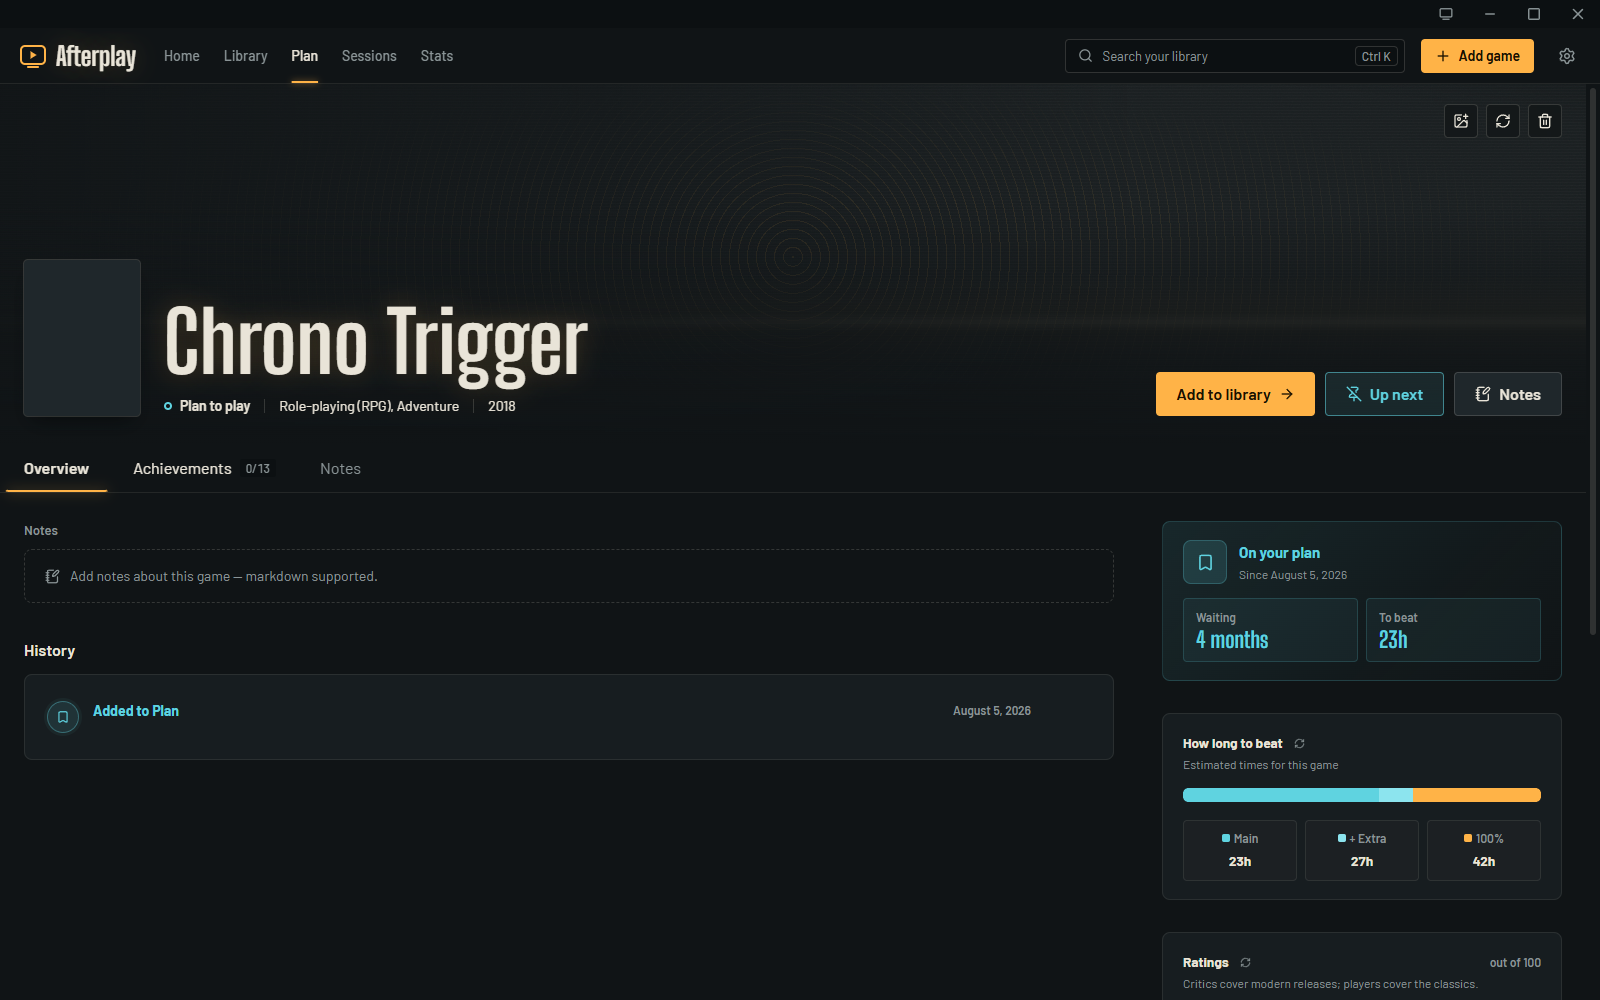 Afterplay
Home
Library
Plan
Sessions
Stats
Search your library
Ctrl K
Add game
Chrono Trigger
Plan to play
Role-playing (RPG), Adventure
2018
Add to library
Up next
Notes
Overview
Achievements 0/13
Notes
Notes
Add notes about this game — markdown supported.
History
Added to Plan
August 5, 2026
On your plan
Since August 5, 2026
Waiting
4 months
To beat
23h
How long to beat
Estimated times for this game
Main
23h
+ Extra
27h
100%
42h
Ratings
out of 100
Critics cover modern releases; players cover the classics.